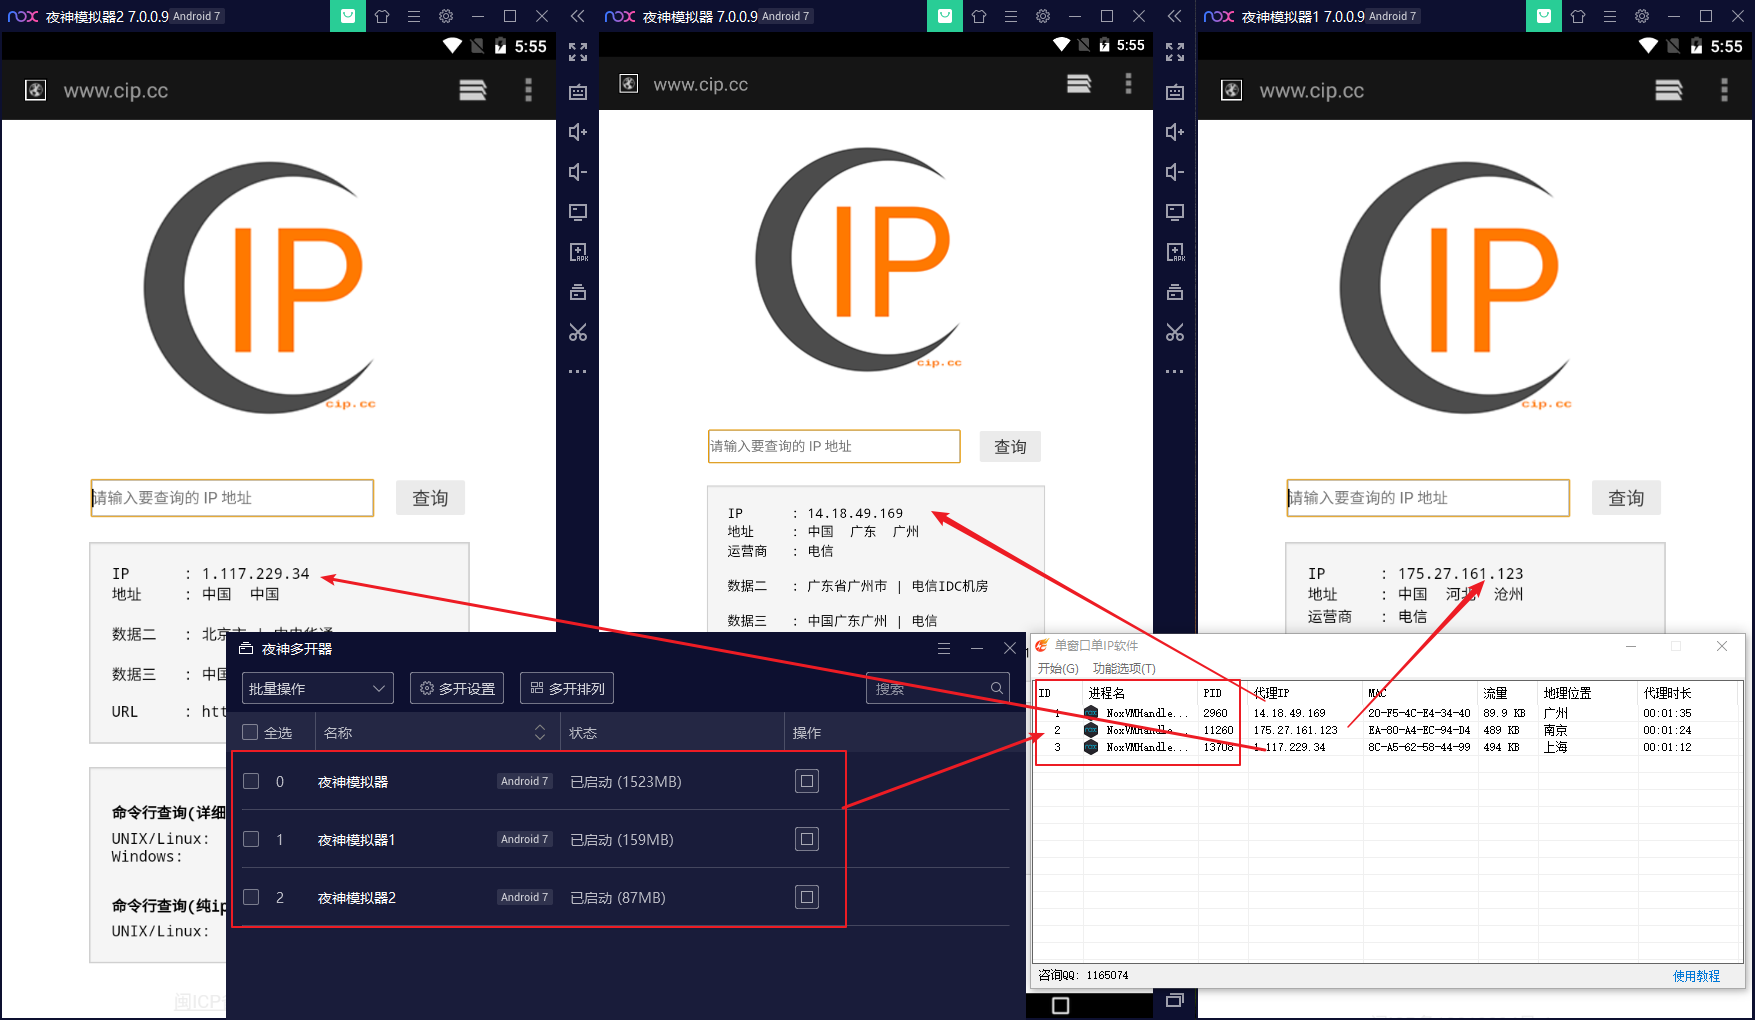 nox 夜神模拟器2 7.0.0.9 Android 7
5:55
www.cip.cc
IP
cip.cc
请输入要查询的 IP 地址
查询
IP : 1.117.229.34
地址 : 中国 中国
数据二 : 北京市 |
数据三 : 中国
URL : htt
命令行查询(详细
UNIX/Linux:
Windows:
命令行查询(纯ip
UNIX/Linux:
闽ICP
nox 夜神模拟器 7.0.0.9 Android 7
5:55
www.cip.cc
IP
cip.cc
请输入要查询的 IP 地址
查询
IP : 14.18.49.169
地址 : 中国 广东 广州
运营商 : 电信
数据二 : 广东省广州市 | 电信IDC机房
数据三 : 中国广东广州 | 电信
nox 夜神模拟器1 7.0.0.9 Android 7
5:55
www.cip.cc
IP
cip.cc
请输入要查询的 IP 地址
查询
IP : 175.27.161.123
地址 : 中国 河北 沧州
运营商 : 电信
夜神多开器
批量操作 多开设置 多开排列 搜索
全选 名称 状态 操作
0 夜神模拟器 Android 7 已启动 (1523MB)
1 夜神模拟器1 Android 7 已启动 (159MB)
2 夜神模拟器2 Android 7 已启动 (87MB)
单窗口单IP软件
开始(G) 功能选项(T)
ID 进程名 PID 代理IP MAC 流量 地理位置 代理时长
1 NoxVMHandle... 2960 14.18.49.169 20-F5-4C-E4-34-40 89.9 KB 广州 00:01:35
2 NoxVMHandle... 11260 175.27.161.123 EA-80-A4-EC-94-D4 489 KB 南京 00:01:24
3 NoxVMHandle... 13708 1.117.229.34 8C-A5-62-58-44-99 494 KB 上海 00:01:12
咨询QQ: 1165074
使用教程